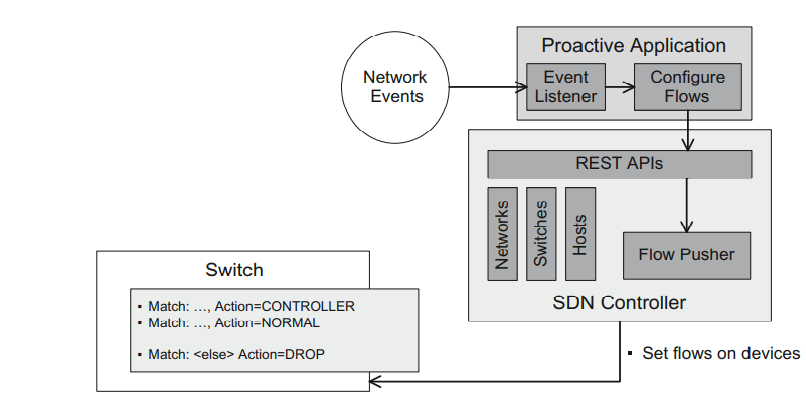 Proactive Application
Network
Events
Event
Listener
Configure
Flows
REST APIs
Networks
Switches
Hosts
Flow Pusher
SDN Controller
Switch
▪ Match: …, Action=CONTROLLER
▪ Match: …, Action=NORMAL
▪ Match: <else> Action=DROP
▪ Set flows on devices